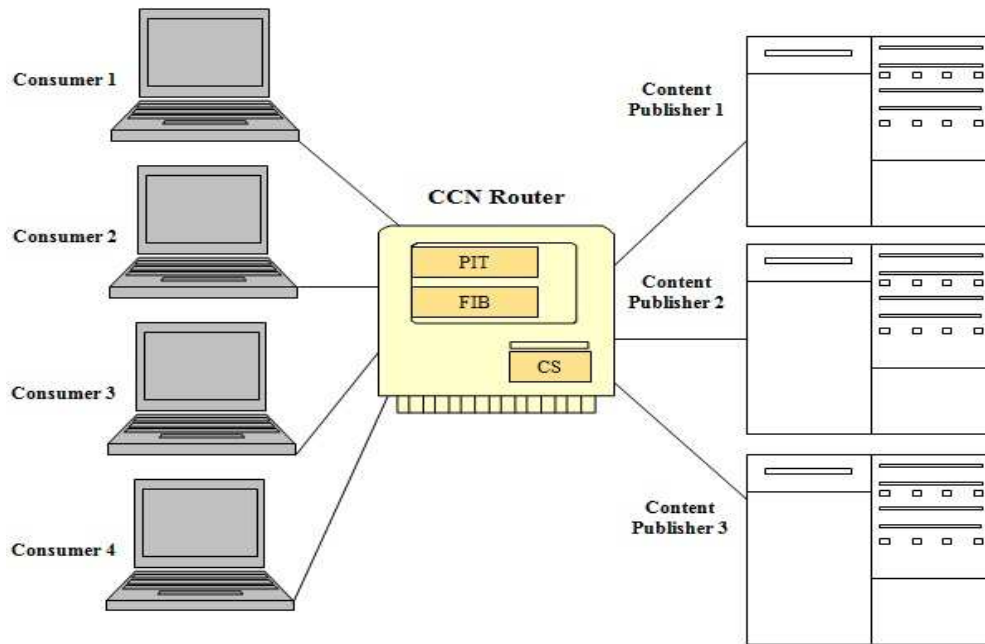 Consumer 1
Consumer 2
Consumer 3
Consumer 4
CCN Router
PIT
FIB
CS
Content
Publisher 1
Content
Publisher 2
Content
Publisher 3